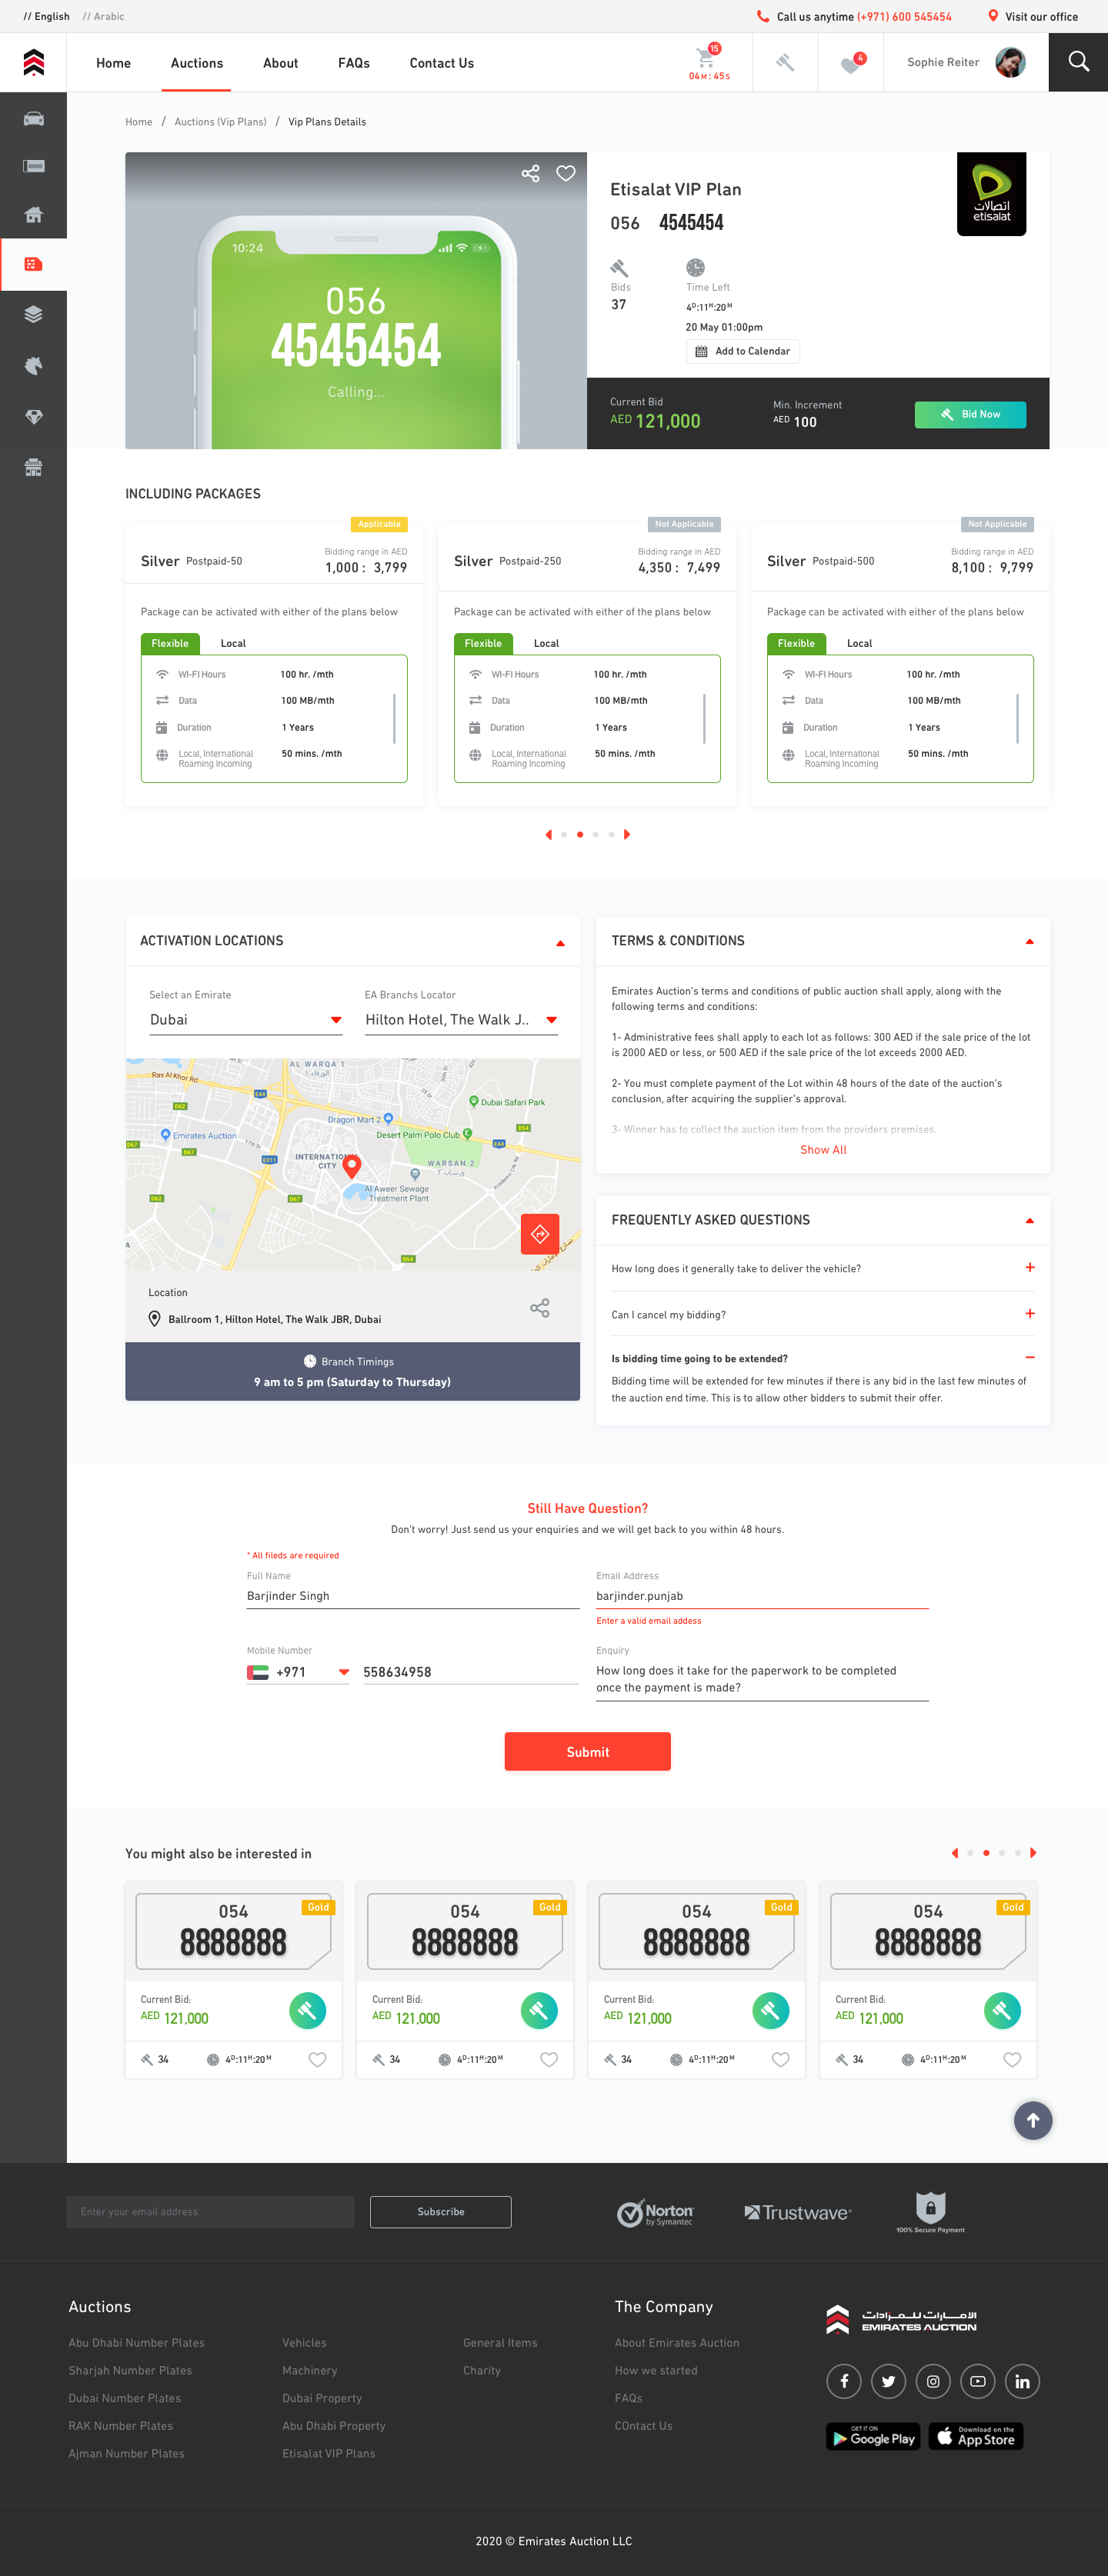 // English // Arabic
Call us anytime (+971) 600 545454
Visit our office
Home
Auctions
About
FAQs
Contact Us
15
04 M : 45 S
4
Sophie Reiter
Home / Auctions (Vip Plans) / Vip Plans Details
10:24
056
4545454
Calling...
Etisalat VIP Plan
056 4545454
اتصالات
etisalat
Bids
37
Time Left
4D:11H:20M
20 May 01:00pm
Add to Calendar
Current Bid
AED 121,000
Min. Increment
AED 100
Bid Now
INCLUDING PACKAGES
Applicable
Silver Postpaid-50
Bidding range in AED
1,000 : 3,799
Package can be activated with either of the plans below
Flexible Local
WI-FI Hours 100 hr. /mth
Data 100 MB/mth
Duration 1 Years
Local, International 50 mins. /mth
Roaming Incoming
Not Applicable
Silver Postpaid-250
Bidding range in AED
4,350 : 7,499
Package can be activated with either of the plans below
Flexible Local
WI-FI Hours 100 hr. /mth
Data 100 MB/mth
Duration 1 Years
Local, International 50 mins. /mth
Roaming Incoming
Not Applicable
Silver Postpaid-500
Bidding range in AED
8,100 : 9,799
Package can be activated with either of the plans below
Flexible Local
WI-FI Hours 100 hr. /mth
Data 100 MB/mth
Duration 1 Years
Local, International 50 mins. /mth
Roaming Incoming
ACTIVATION LOCATIONS
Select an Emirate
Dubai
EA Branchs Locator
Hilton Hotel, The Walk J..
AL WARQA 1
Ras Al Khor Rd
E44
D62
Dubai Safari Park
Dragon Mart 2
D54
Emirates Auction
Desert Palm Polo Club
D67
17th St
E44
D67
INTERNATIONAL
CITY
E311
WARSAN 2
ورسان ٢
Academic City Rd
Al Aweer Sewage
Treatment Plant
D62
D67
D62
D54
Location
Ballroom 1, Hilton Hotel, The Walk JBR, Dubai
Branch Timings
9 am to 5 pm (Saturday to Thursday)
TERMS & CONDITIONS
Emirates Auction's terms and conditions of public auction shall apply, along with the
following terms and conditions:
1- Administrative fees shall apply to each lot as follows: 300 AED if the sale price of the lot
is 2000 AED or less, or 500 AED if the sale price of the lot exceeds 2000 AED.
2- You must complete payment of the Lot within 48 hours of the date of the auction's
conclusion, after acquiring the supplier's approval.
3- Winner has to collect the auction item from the providers premises.
Show All
FREQUENTLY ASKED QUESTIONS
How long does it generally take to deliver the vehicle?
Can I cancel my bidding?
Is bidding time going to be extended?
Bidding time will be extended for few minutes if there is any bid in the last few minutes of
the auction end time. This is to allow other bidders to submit their offer.
Still Have Question?
Don't worry! Just send us your enquiries and we will get back to you within 48 hours.
* All fileds are required
Full Name
Barjinder Singh
Email Address
barjinder.punjab
Enter a valid email addess
Mobile Number
+971 558634958
Enquiry
How long does it take for the paperwork to be completed
once the payment is made?
Submit
You might also be interested in
054
Gold
8888888
Current Bid:
AED 121,000
34 4D:11H:20M
054
Gold
8888888
Current Bid:
AED 121,000
34 4D:11H:20M
054
Gold
8888888
Current Bid:
AED 121,000
34 4D:11H:20M
054
Gold
8888888
Current Bid:
AED 121,000
34 4D:11H:20M
Enter your email address
Subscribe
Norton
by Symantec
Trustwave
100% Secure Payment
Auctions
Abu Dhabi Number Plates
Sharjah Number Plates
Dubai Number Plates
RAK Number Plates
Ajman Number Plates
Vehicles
Machinery
Dubai Property
Abu Dhabi Property
Etisalat VIP Plans
General Items
Charity
The Company
About Emirates Auction
How we started
FAQs
COntact Us
الإمارات للمزادات
EMIRATES AUCTION
GET IT ON
Google Play
Download on the
App Store
2020 © Emirates Auction LLC